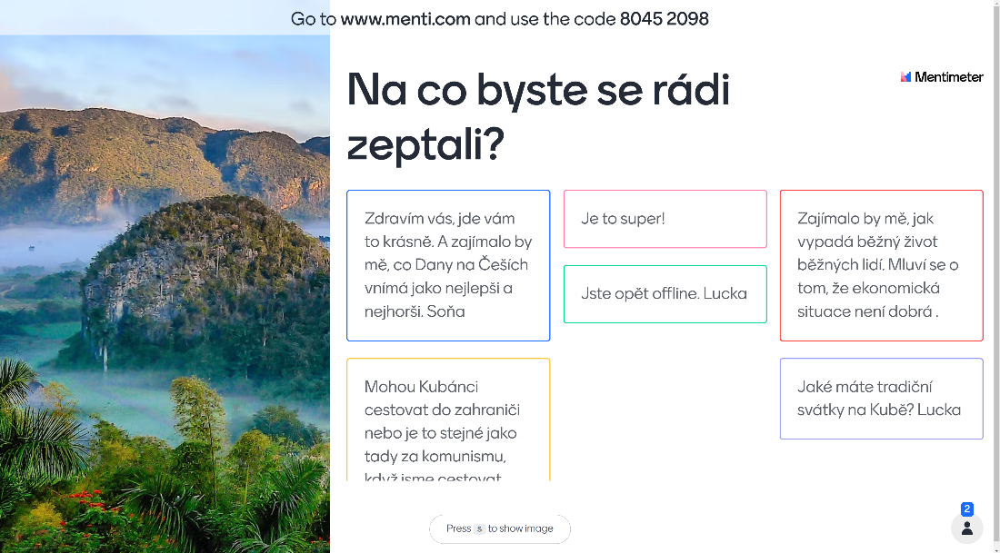 Go to www.menti.com and use the code 8045 2098
Mentimeter
Na co byste se rádi
zeptali?
Zdravím vás, jde vám
to krásně. A zajímalo by
mě, co Dany na Češích
vnímá jako nejlepši a
nejhorši. Soňa
Je to super!
Jste opět offline. Lucka
Zajímalo by mě, jak
vypadá běžný život
běžných lidí. Mluví se o
tom, že ekonomická
situace není dobrá .
Mohou Kubánci
cestovat do zahraničí
nebo je to stejné jako
tady za komunismu,
když jsme cestovat
Jaké máte tradiční
svátky na Kubě? Lucka
Press s to show image
2